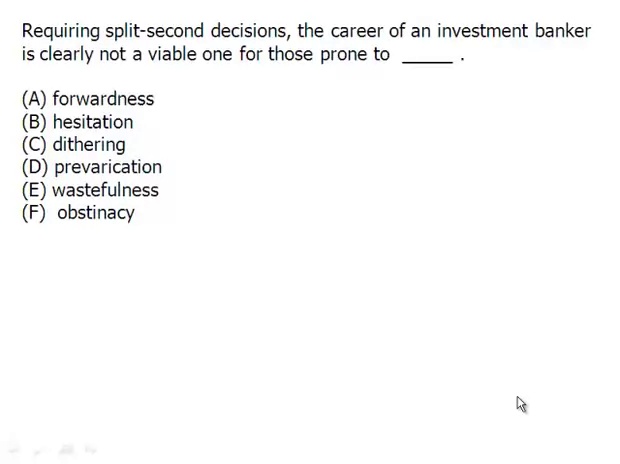 Requiring split-second decisions, the career of an investment banker
is clearly not a viable one for those prone to _____ .
(A) forwardness
(B) hesitation
(C) dithering
(D) prevarication
(E) wastefulness
(F) obstinacy